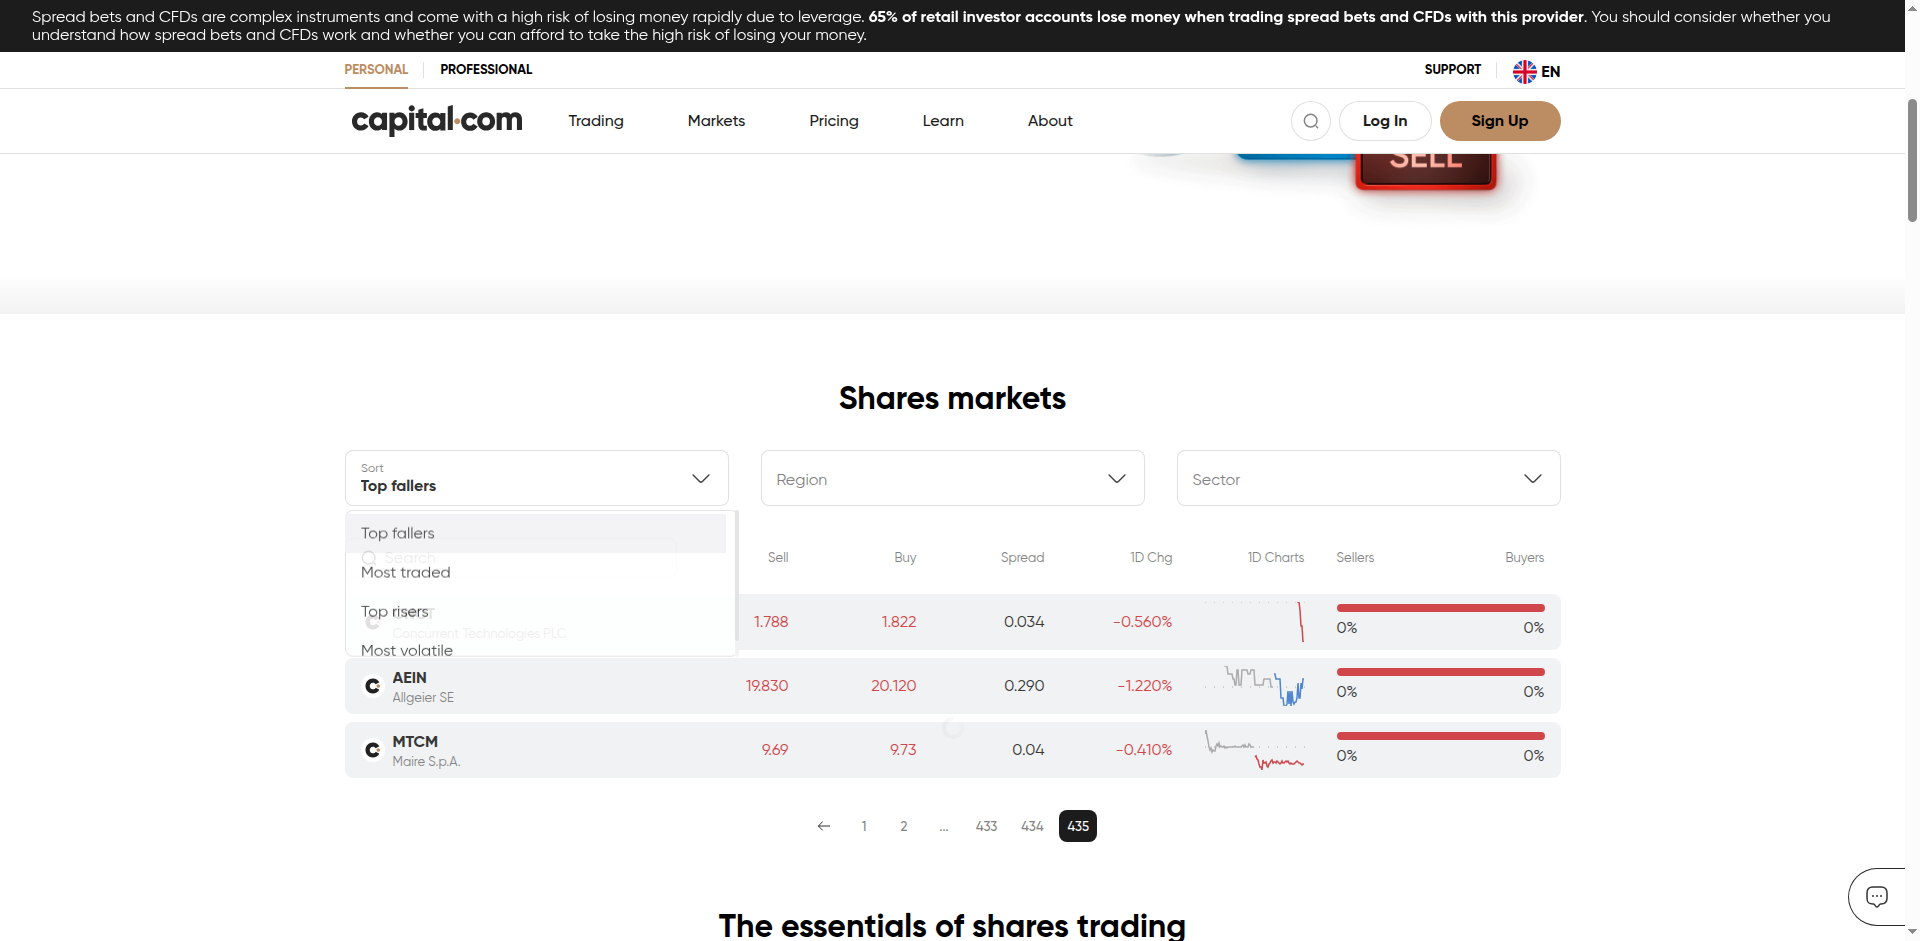 Spread bets and CFDs are complex instruments and come with a high risk of losing money rapidly due to leverage. 65% of retail investor accounts lose money when trading spread bets and CFDs with this provider. You should consider whether you
understand how spread bets and CFDs work and whether you can afford to take the high risk of losing your money.
PERSONAL PROFESSIONAL SUPPORT EN
capital.com Trading Markets Pricing Learn About Log In Sign Up
SELL
Shares markets
Sort
Top fallers
Region
Sector
Top fallers
Search
Most traded
Top risers
Most volatile
Sell Buy Spread 1D Chg 1D Charts Sellers Buyers
Concurrent Technologies PLC
1.788 1.822 0.034 -0.560% 0% 0%
AEIN
Allgeier SE
19.830 20.120 0.290 -1.220% 0% 0%
MTCM
Maire S.p.A.
9.69 9.73 0.04 -0.410% 0% 0%
1 2 ... 433 434 435
The essentials of shares trading